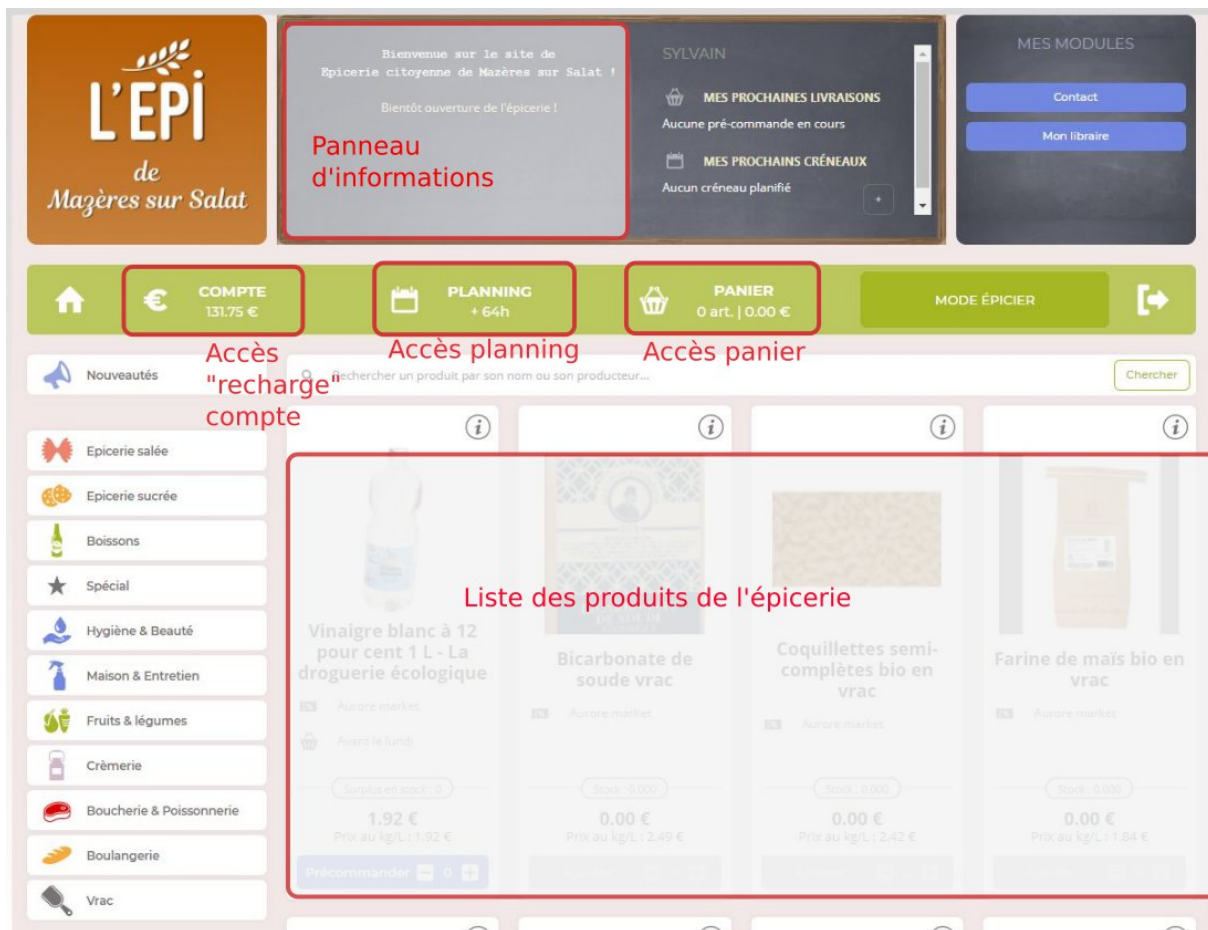 L'EPi
de
Mazères sur Salat
Bienvenue sur le site de
Epicerie citoyenne de Mazères sur Salat !
Bientôt ouverture de l'épicerie !
Panneau
d'informations
SYLVAIN
MES PROCHAINES LIVRAISONS
Aucune pré-commande en cours
MES PROCHAINS CRÉNEAUX
Aucun créneau planifié
+
MES MODULES
Contact
Mon libraire
COMPTE
131.75 €
PLANNING
+ 64h
PANIER
0 art. | 0.00 €
MODE ÉPICIER
Accès
"recharge"
compte
Accès planning
Accès panier
Nouveautés
Rechercher un produit par son nom ou son producteur...
Chercher
Epicerie salée
Epicerie sucrée
Boissons
Spécial
Hygiène & Beauté
Maison & Entretien
Fruits & légumes
Crèmerie
Boucherie & Poissonnerie
Boulangerie
Vrac
i
i
i
i
Liste des produits de l'épicerie
Vinaigre blanc à 12
pour cent 1 L - La
droguerie écologique
Aurore market
Avant le lundi
Surplus en stock : 0
1.92 €
Prix au kg/L : 1.92 €
Précommander - 0 +
Bicarbonate de
soude vrac
Aurore market
Stock : 0.000
0.00 €
Prix au kg/L : 2.49 €
Coquillettes semi-
complètes bio en
vrac
Aurore market
Stock : 0.000
0.00 €
Prix au kg/L : 2.42 €
Farine de maïs bio en
vrac
Aurore market
Stock : 0.000
0.00 €
Prix au kg/L : 1.84 €